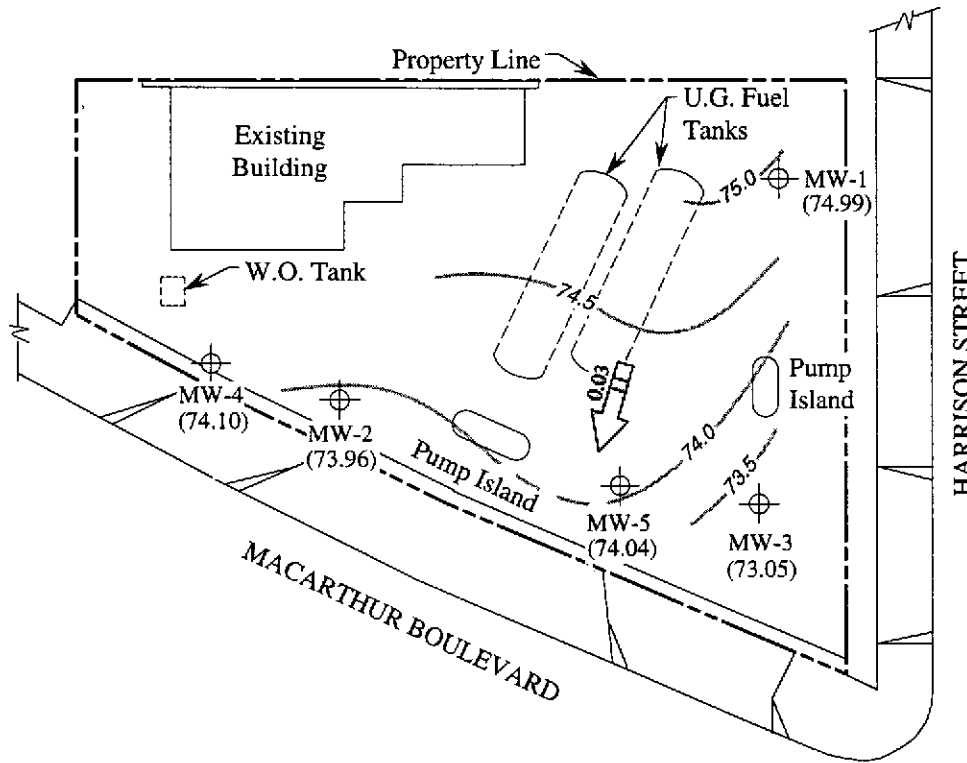 Property Line
U.G. Fuel
Tanks
Existing
Building
75.0
MW-1
(74.99)
W.O. Tank
74.5
HARRISON STREET
0.03
Pump
Island
MW-4
(74.10)
MW-2
(73.96)
74.0
73.5
Pump Island
MW-5
(74.04)
MW-3
(73.05)
MACARTHUR BOULEVARD